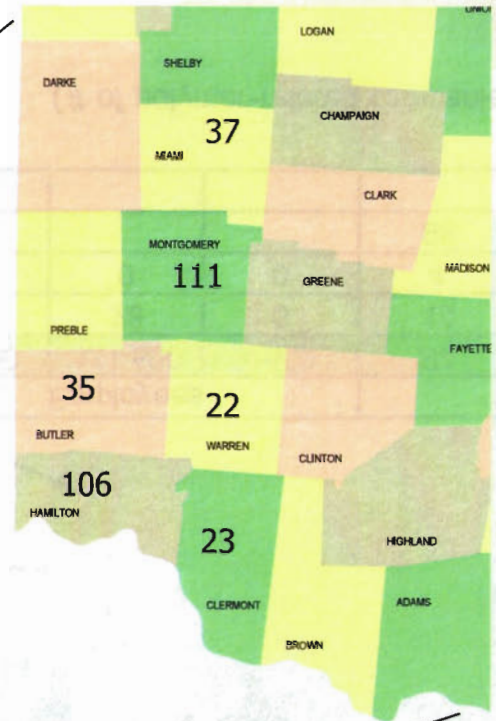 LOGAN
SHELBY
DARKE
CHAMPAIGN
37
MIAMI
CLARK
MONTGOMERY
111
GREENE
MADISON
PREBLE
FAYETTE
35
22
BUTLER
WARREN
CLINTON
106
HAMILTON
23
HIGHLAND
CLERMONT
ADAMS
BROWN